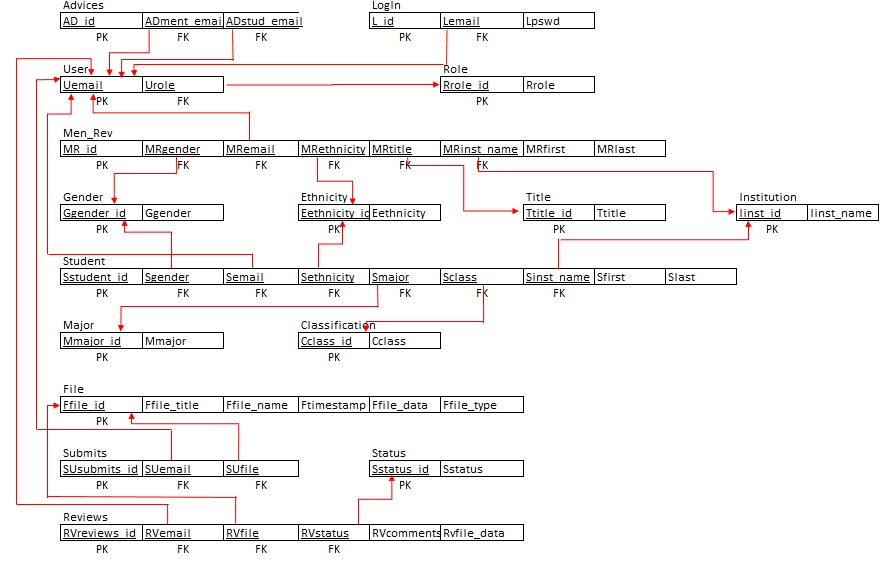 Advices LogIn
AD_id ADment_emai ADstud_email L_id Lemail Lpswd
PK FK FK PK FK
User Role
Uemail Urole Rrole_id Rrole
PK FK PK
Men_Rev
MR_id MRgender MRemail MRethnicity MRtitle MRinst_name MRfirst MRlast
PK FK FK FK FK FK
Gender Ethnicity Title Institution
Ggender_id Ggender Eethnicity_id Eethnicity Ttitle_id Ttitle Iinst_id Iinst_name
PK PK PK PK
Student
Sstudent_id Sgender Semail Sethnicity Smajor Sclass Sinst_name Sfirst Slast
PK FK FK FK FK FK FK
Major Classification
Mmajor_id Mmajor Cclass_id Cclass
PK PK
File
Ffile_id Ffile_title Ffile_name Ftimestamp Ffile_data Ffile_type
PK
Submits Status
SUsubmits_id SUemail SUfile Sstatus_id Sstatus
PK FK FK PK
Reviews
RVreviews_id RVemail RVfile RVstatus RVcomments Rvfile_data
PK FK FK FK